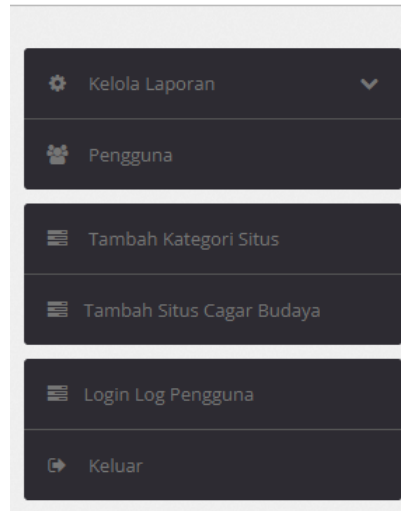 Kelola Laporan
Pengguna
Tambah Kategori Situs
Tambah Situs Cagar Budaya
Login Log Pengguna
Keluar